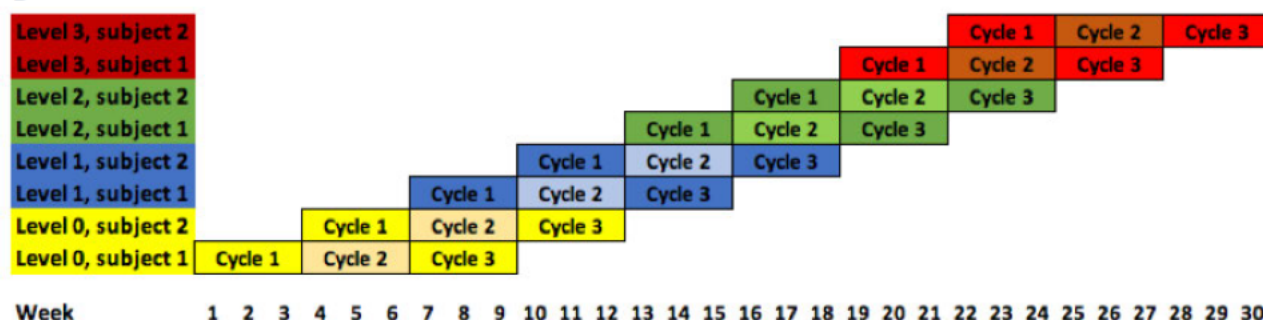 Level 3, subject 2 Cycle 1 Cycle 2 Cycle 3
Level 3, subject 1 Cycle 1 Cycle 2 Cycle 3
Level 2, subject 2 Cycle 1 Cycle 2 Cycle 3
Level 2, subject 1 Cycle 1 Cycle 2 Cycle 3
Level 1, subject 2 Cycle 1 Cycle 2 Cycle 3
Level 1, subject 1 Cycle 1 Cycle 2 Cycle 3
Level 0, subject 2 Cycle 1 Cycle 2 Cycle 3
Level 0, subject 1 Cycle 1 Cycle 2 Cycle 3
Week 1 2 3 4 5 6 7 8 9 10 11 12 13 14 15 16 17 18 19 20 21 22 23 24 25 26 27 28 29 30